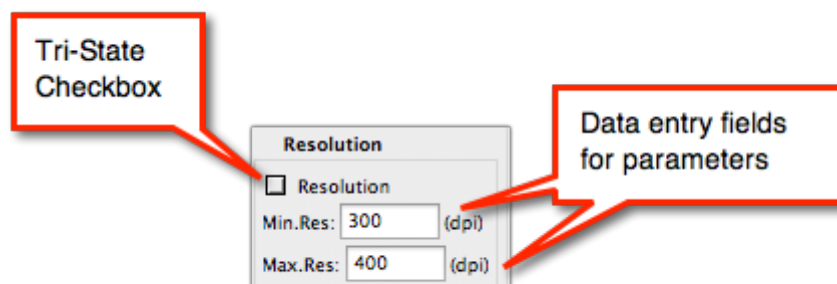 Tri-State
Checkbox
Data entry fields
for parameters
Resolution
Resolution
Min.Res: 300 (dpi)
Max.Res: 400 (dpi)